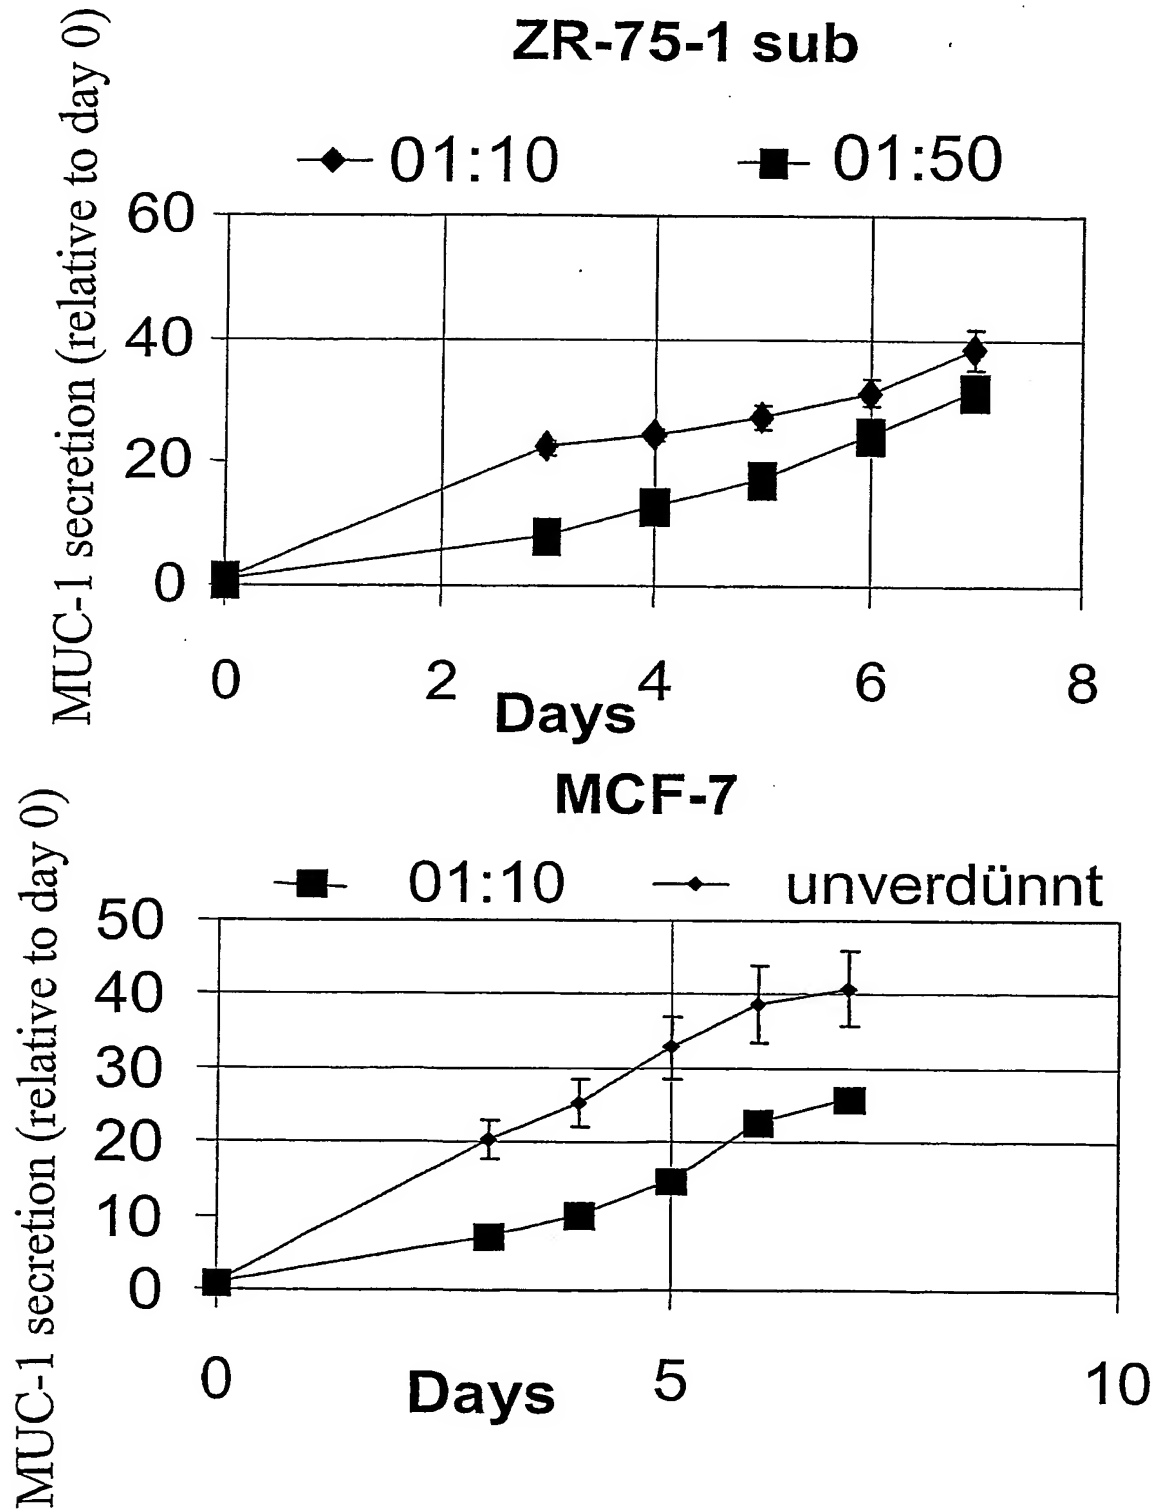 ZR-75-1 sub
01:10 01:50
MUC-1 secretion (relative to day 0)
60
40
20
0
0 2 4 6 8
Days
MCF-7
01:10 unverdünnt
MUC-1 secretion (relative to day 0)
50
40
30
20
10
0
0 5 10
Days